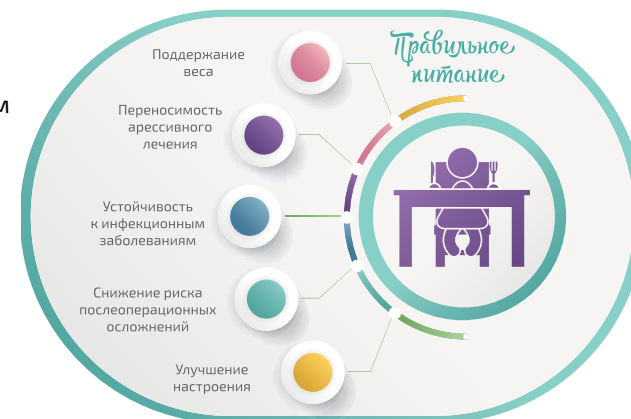 Правильное
питание
Поддержание
веса
м
Переносимость
арессивного
лечения
Устойчивость
к инфекционным
заболеваниям
Снижение риска
послеоперационных
осложнений
Улучшение
настроения